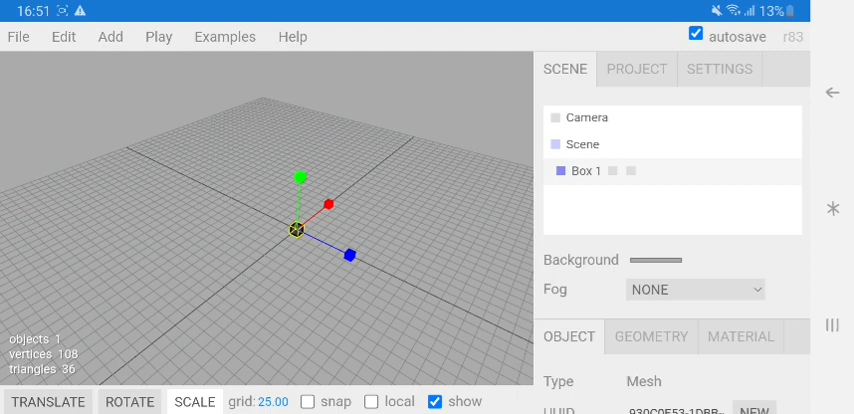 16:51 13%
File Edit Add Play Examples Help autosave r83
SCENE PROJECT SETTINGS
Camera
Scene
Box 1
Background
Fog NONE
objects 1
vertices 108
triangles 36
OBJECT GEOMETRY MATERIAL
Type Mesh
TRANSLATE ROTATE SCALE grid: 25.00 snap local show
UUID NEW